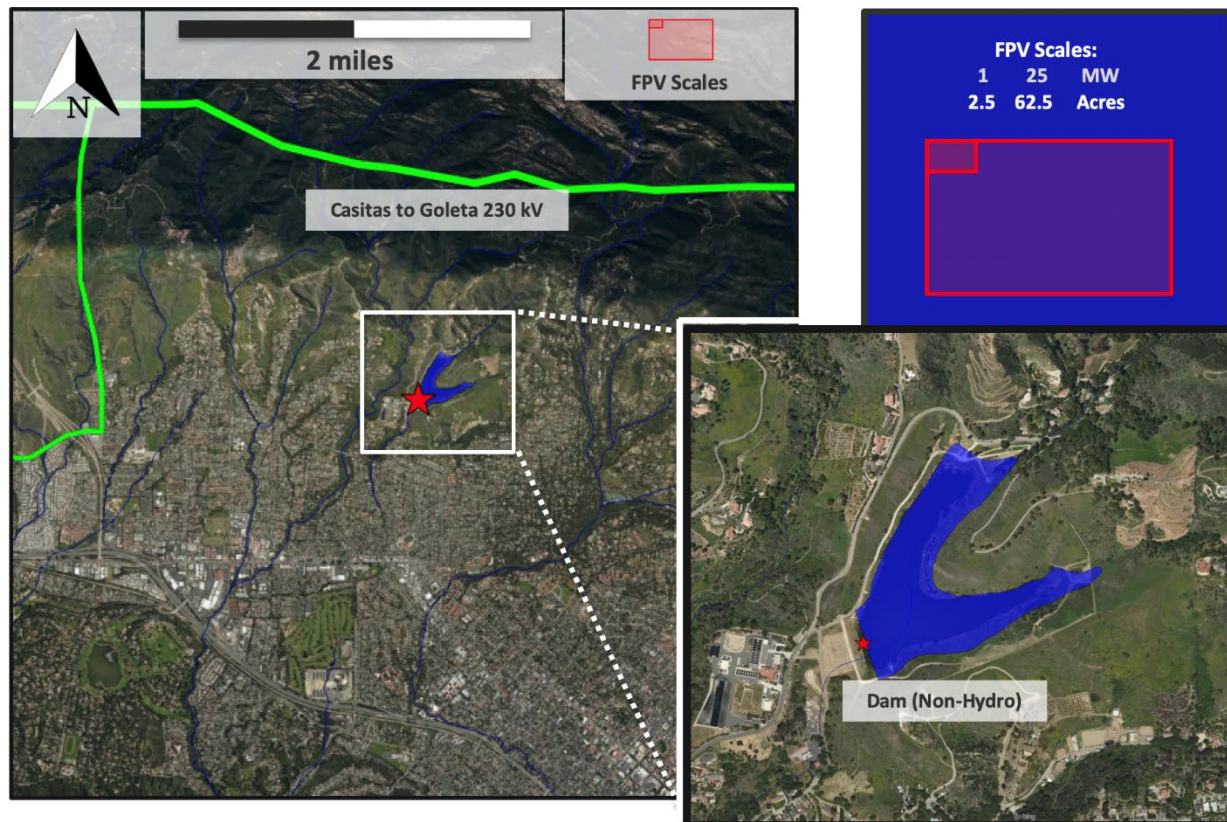 N
2 miles
FPV Scales
Casitas to Goleta 230 kV
FPV Scales:
1 25 MW
2.5 62.5 Acres
Dam (Non-Hydro)